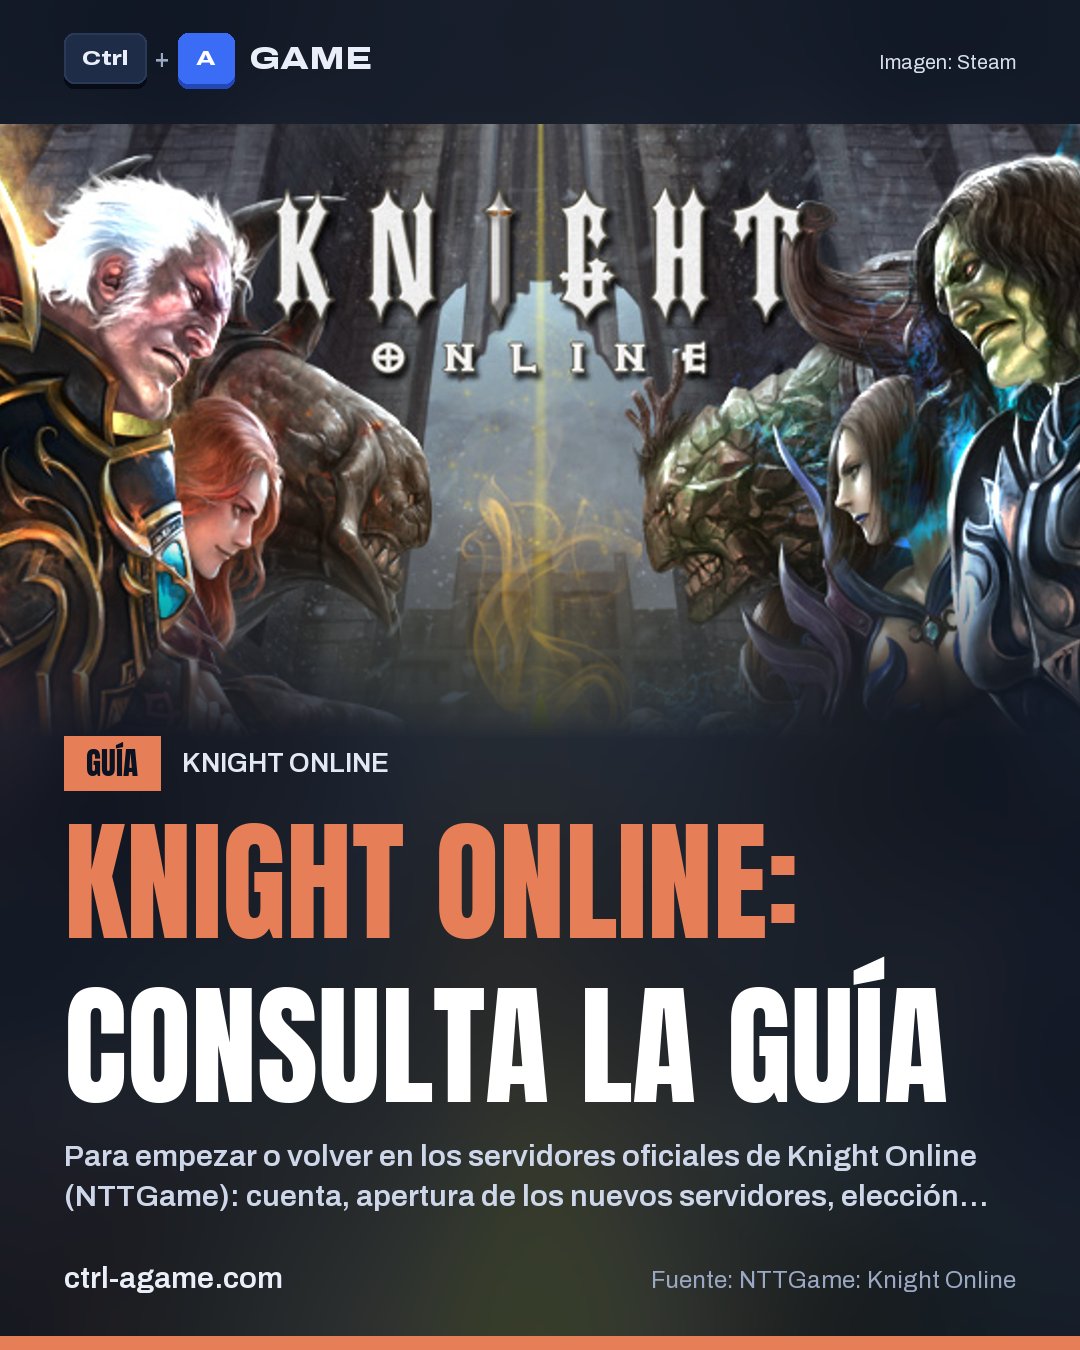 Ctrl + A GAME
Imagen: Steam
KNIGHT
ONLINE
GUÍA KNIGHT ONLINE
KNIGHT ONLINE:
CONSULTA LA GUÍA
Para empezar o volver en los servidores oficiales de Knight Online
(NTTGame): cuenta, apertura de los nuevos servidores, elección...
ctrl-agame.com
Fuente: NTTGame: Knight Online